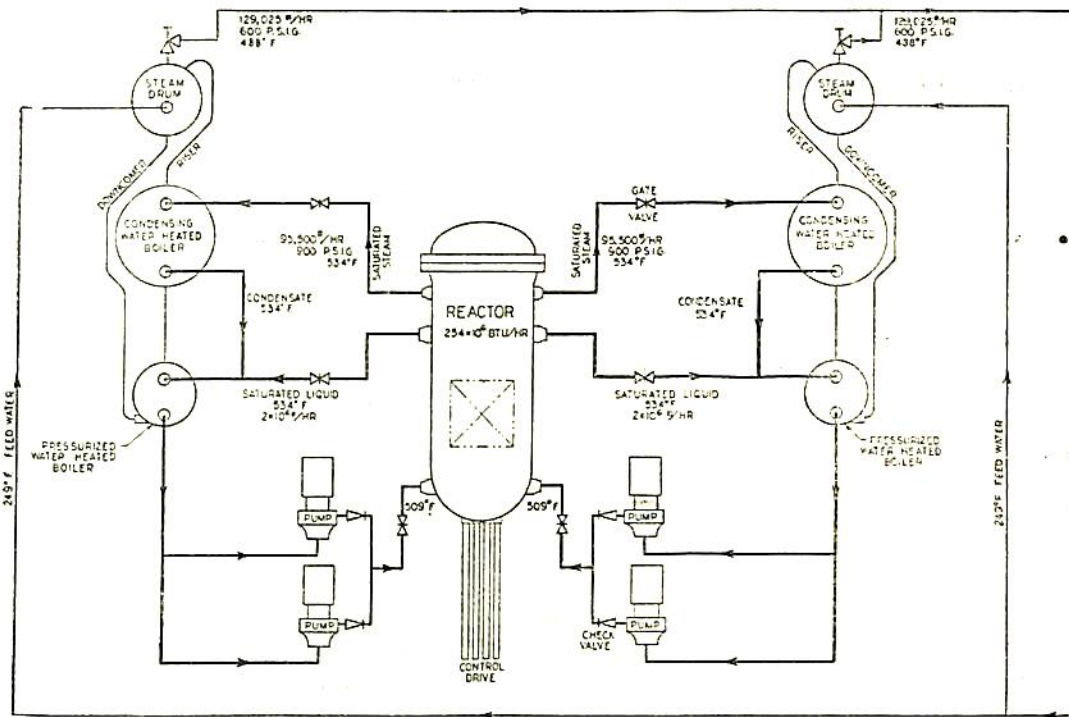 129,025 #/HR
600 P.S.I.G.
488° F
129,025 #/HR
600 P.S.I.G.
438° F
STEAM
DRUM
STEAM
DRUM
RISER
DOWNCOMER
RISER
DOWNCOMER
CONDENSING
WATER HEATED
BOILER
95,500 #/HR
900 P.S.I.G.
534° F
SATURATED
STEAM
GATE
VALVE
SATURATED
STEAM
95,500 #/HR
900 P.S.I.G.
534° F
CONDENSING
WATER HEATED
BOILER
CONDENSATE
534° F
REACTOR
254×10⁶ BTU/HR
CONDENSATE
534° F
SATURATED LIQUID
534° F
2×10⁶ #/HR
SATURATED LIQUID
534° F
2×10⁶ #/HR
PRESSURIZED
WATER HEATED
BOILER
PRESSURIZED
WATER HEATED
BOILER
249° F FEED WATER
249° F FEED WATER
509° F
509° F
PUMP
PUMP
PUMP
PUMP
CHECK
VALVE
CONTROL
DRIVE